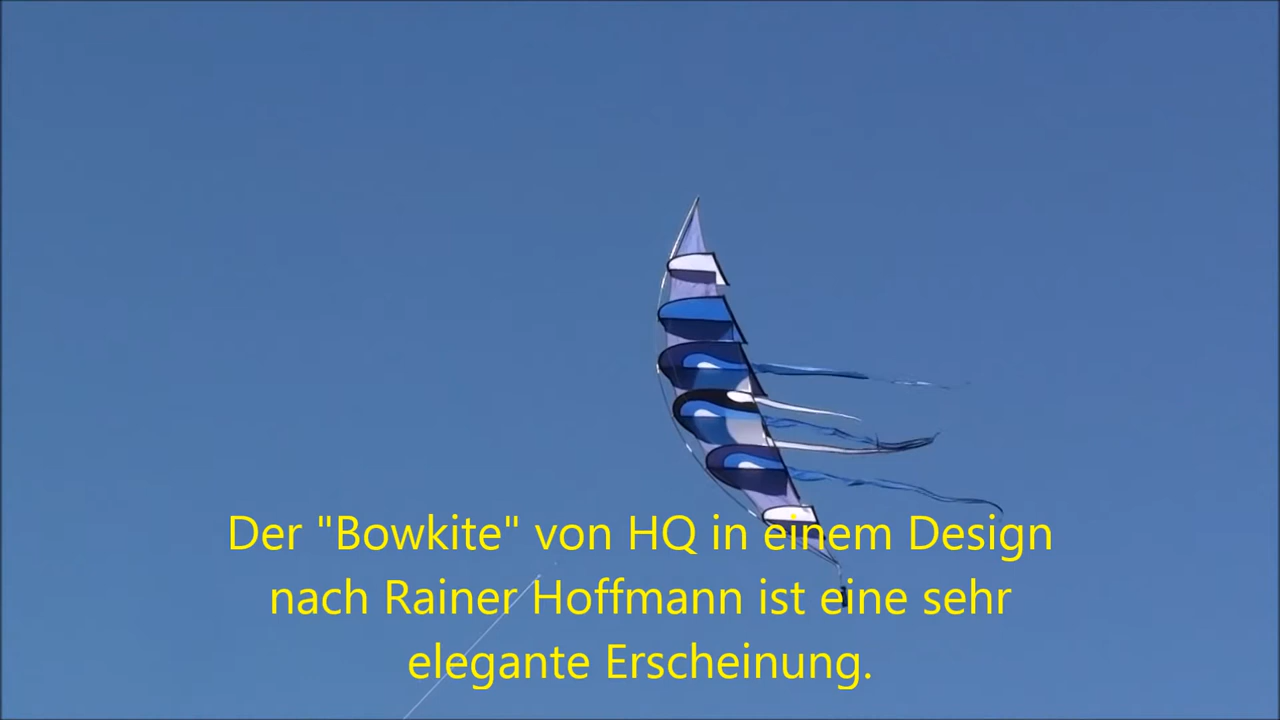 Der "Bowkite" von HQ in einem Design
nach Rainer Hoffmann ist eine sehr
elegante Erscheinung.